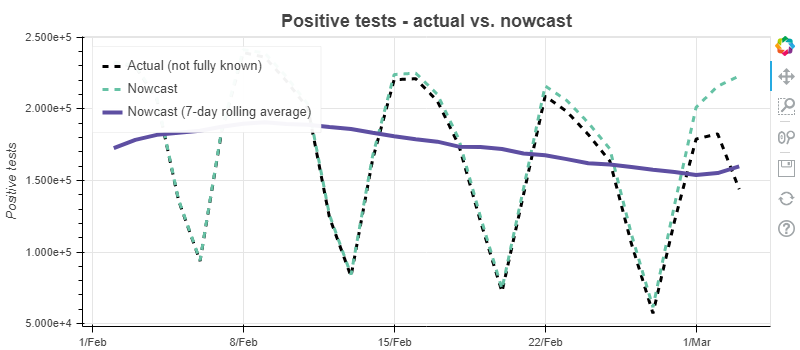 Positive tests - actual vs. nowcast
2.500e+5
2.000e+5
1.500e+5
1.000e+5
5.000e+4
Positive tests
Actual (not fully known)
Nowcast
Nowcast (7-day rolling average)
1/Feb
8/Feb
15/Feb
22/Feb
1/Mar